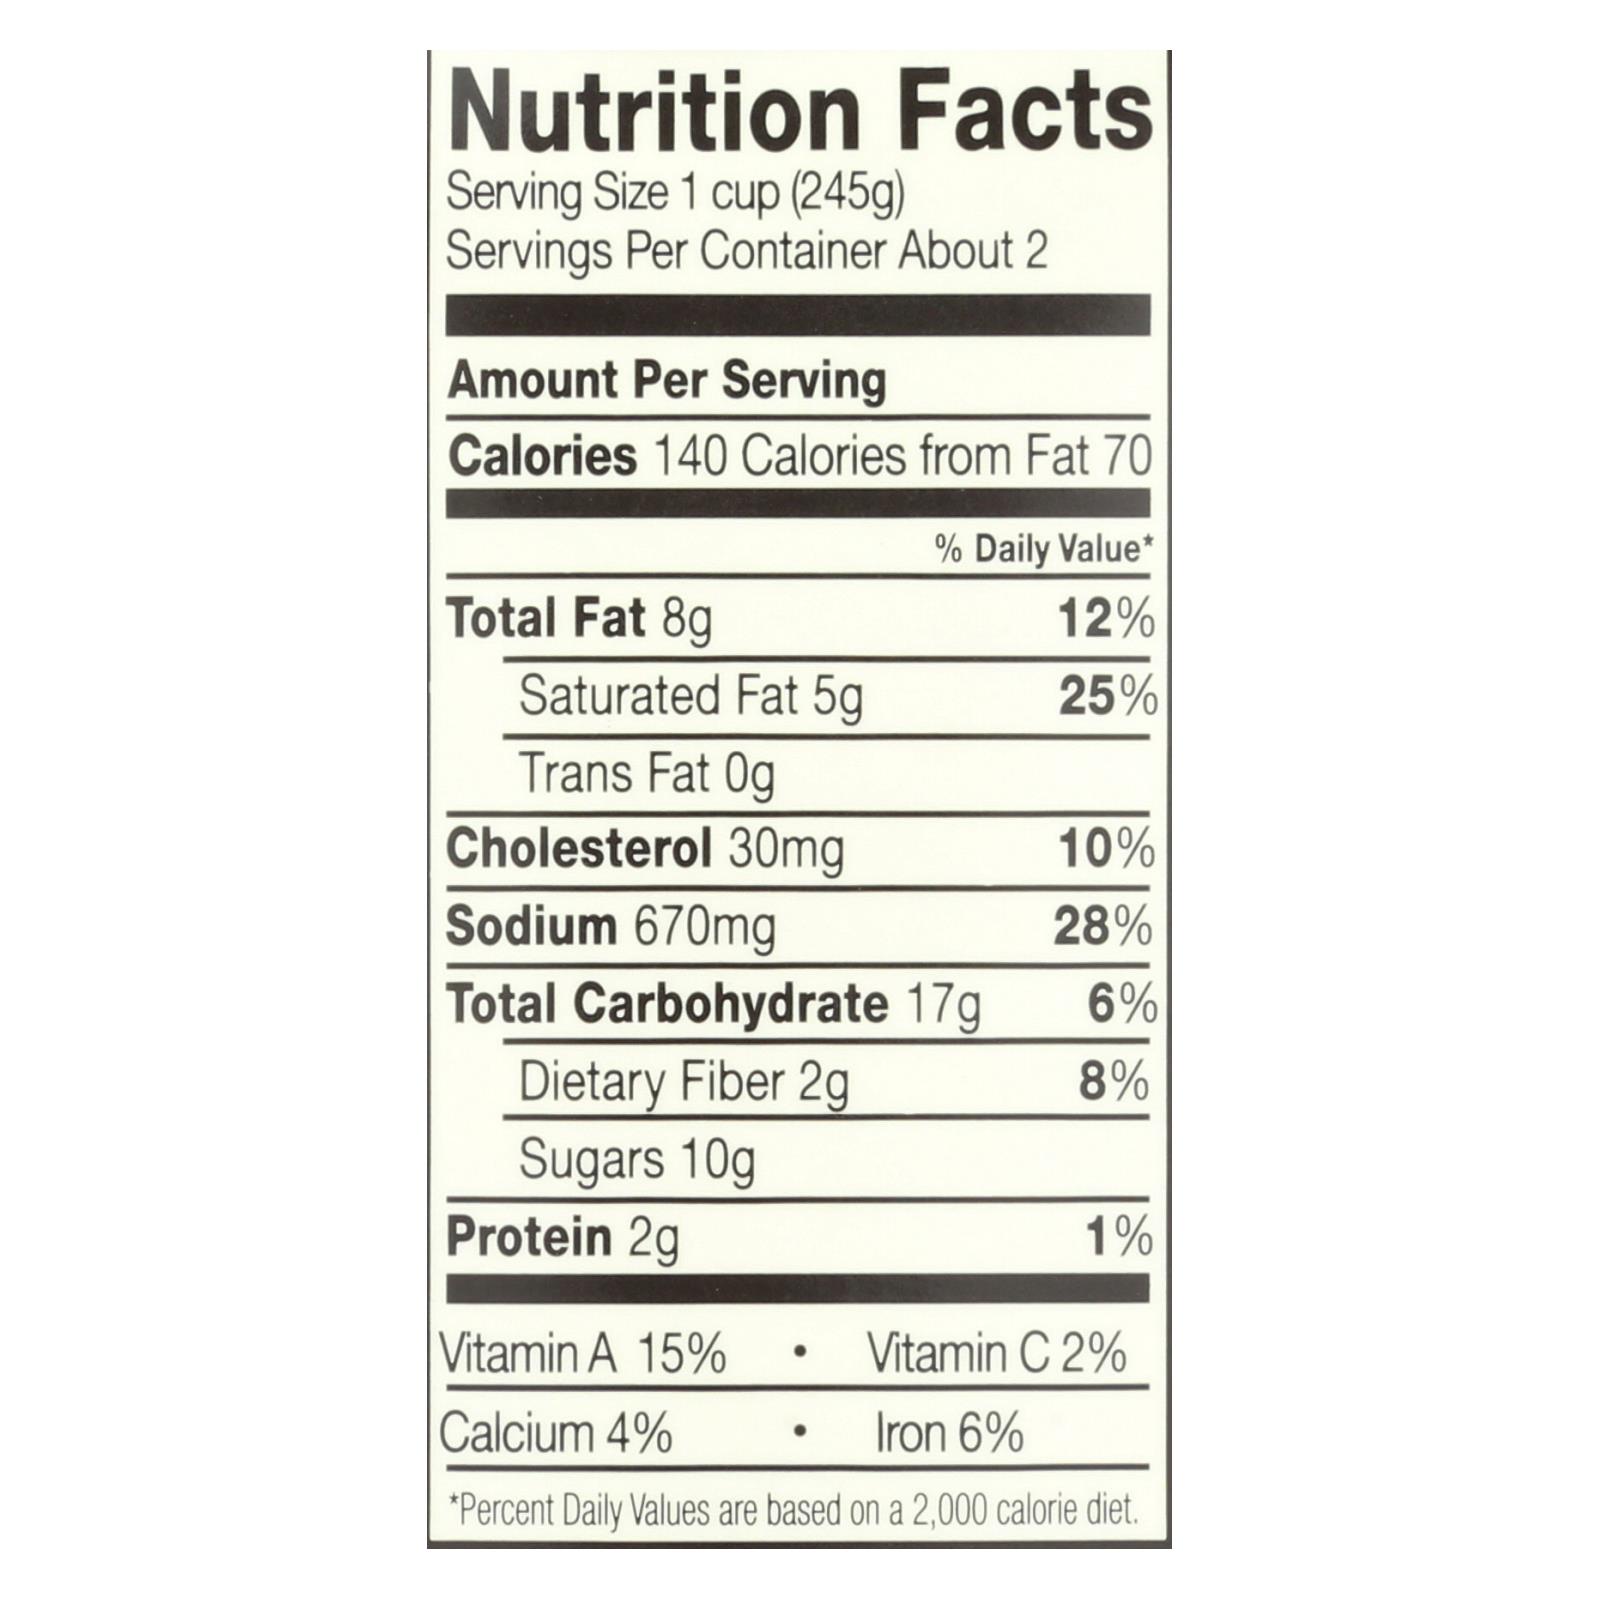 Nutrition Facts
Serving Size 1 cup (245g)
Servings Per Container About 2
Amount Per Serving
Calories 140 Calories from Fat 70
% Daily Value*
Total Fat 8g 12%
Saturated Fat 5g 25%
Trans Fat 0g
Cholesterol 30mg 10%
Sodium 670mg 28%
Total Carbohydrate 17g 6%
Dietary Fiber 2g 8%
Sugars 10g
Protein 2g 1%
Vitamin A 15% • Vitamin C 2%
Calcium 4% • Iron 6%
*Percent Daily Values are based on a 2,000 calorie diet.